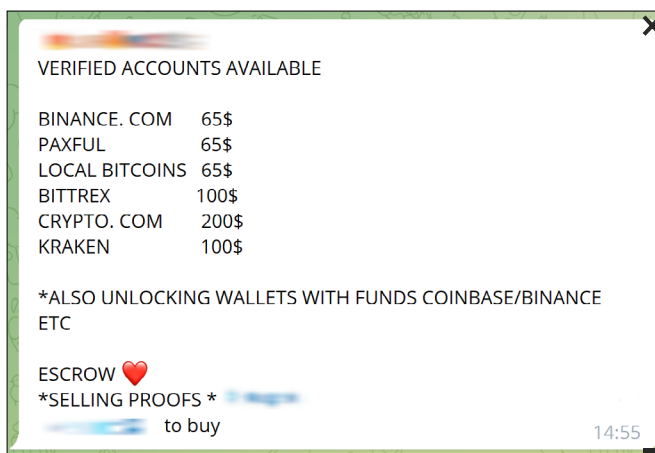 VERIFIED ACCOUNTS AVAILABLE
BINANCE. COM 65$
PAXFUL 65$
LOCAL BITCOINS 65$
BITTREX 100$
CRYPTO. COM 200$
KRAKEN 100$
*ALSO UNLOCKING WALLETS WITH FUNDS COINBASE/BINANCE
ETC
ESCROW ❤️
*SELLING PROOFS *
to buy
14:55